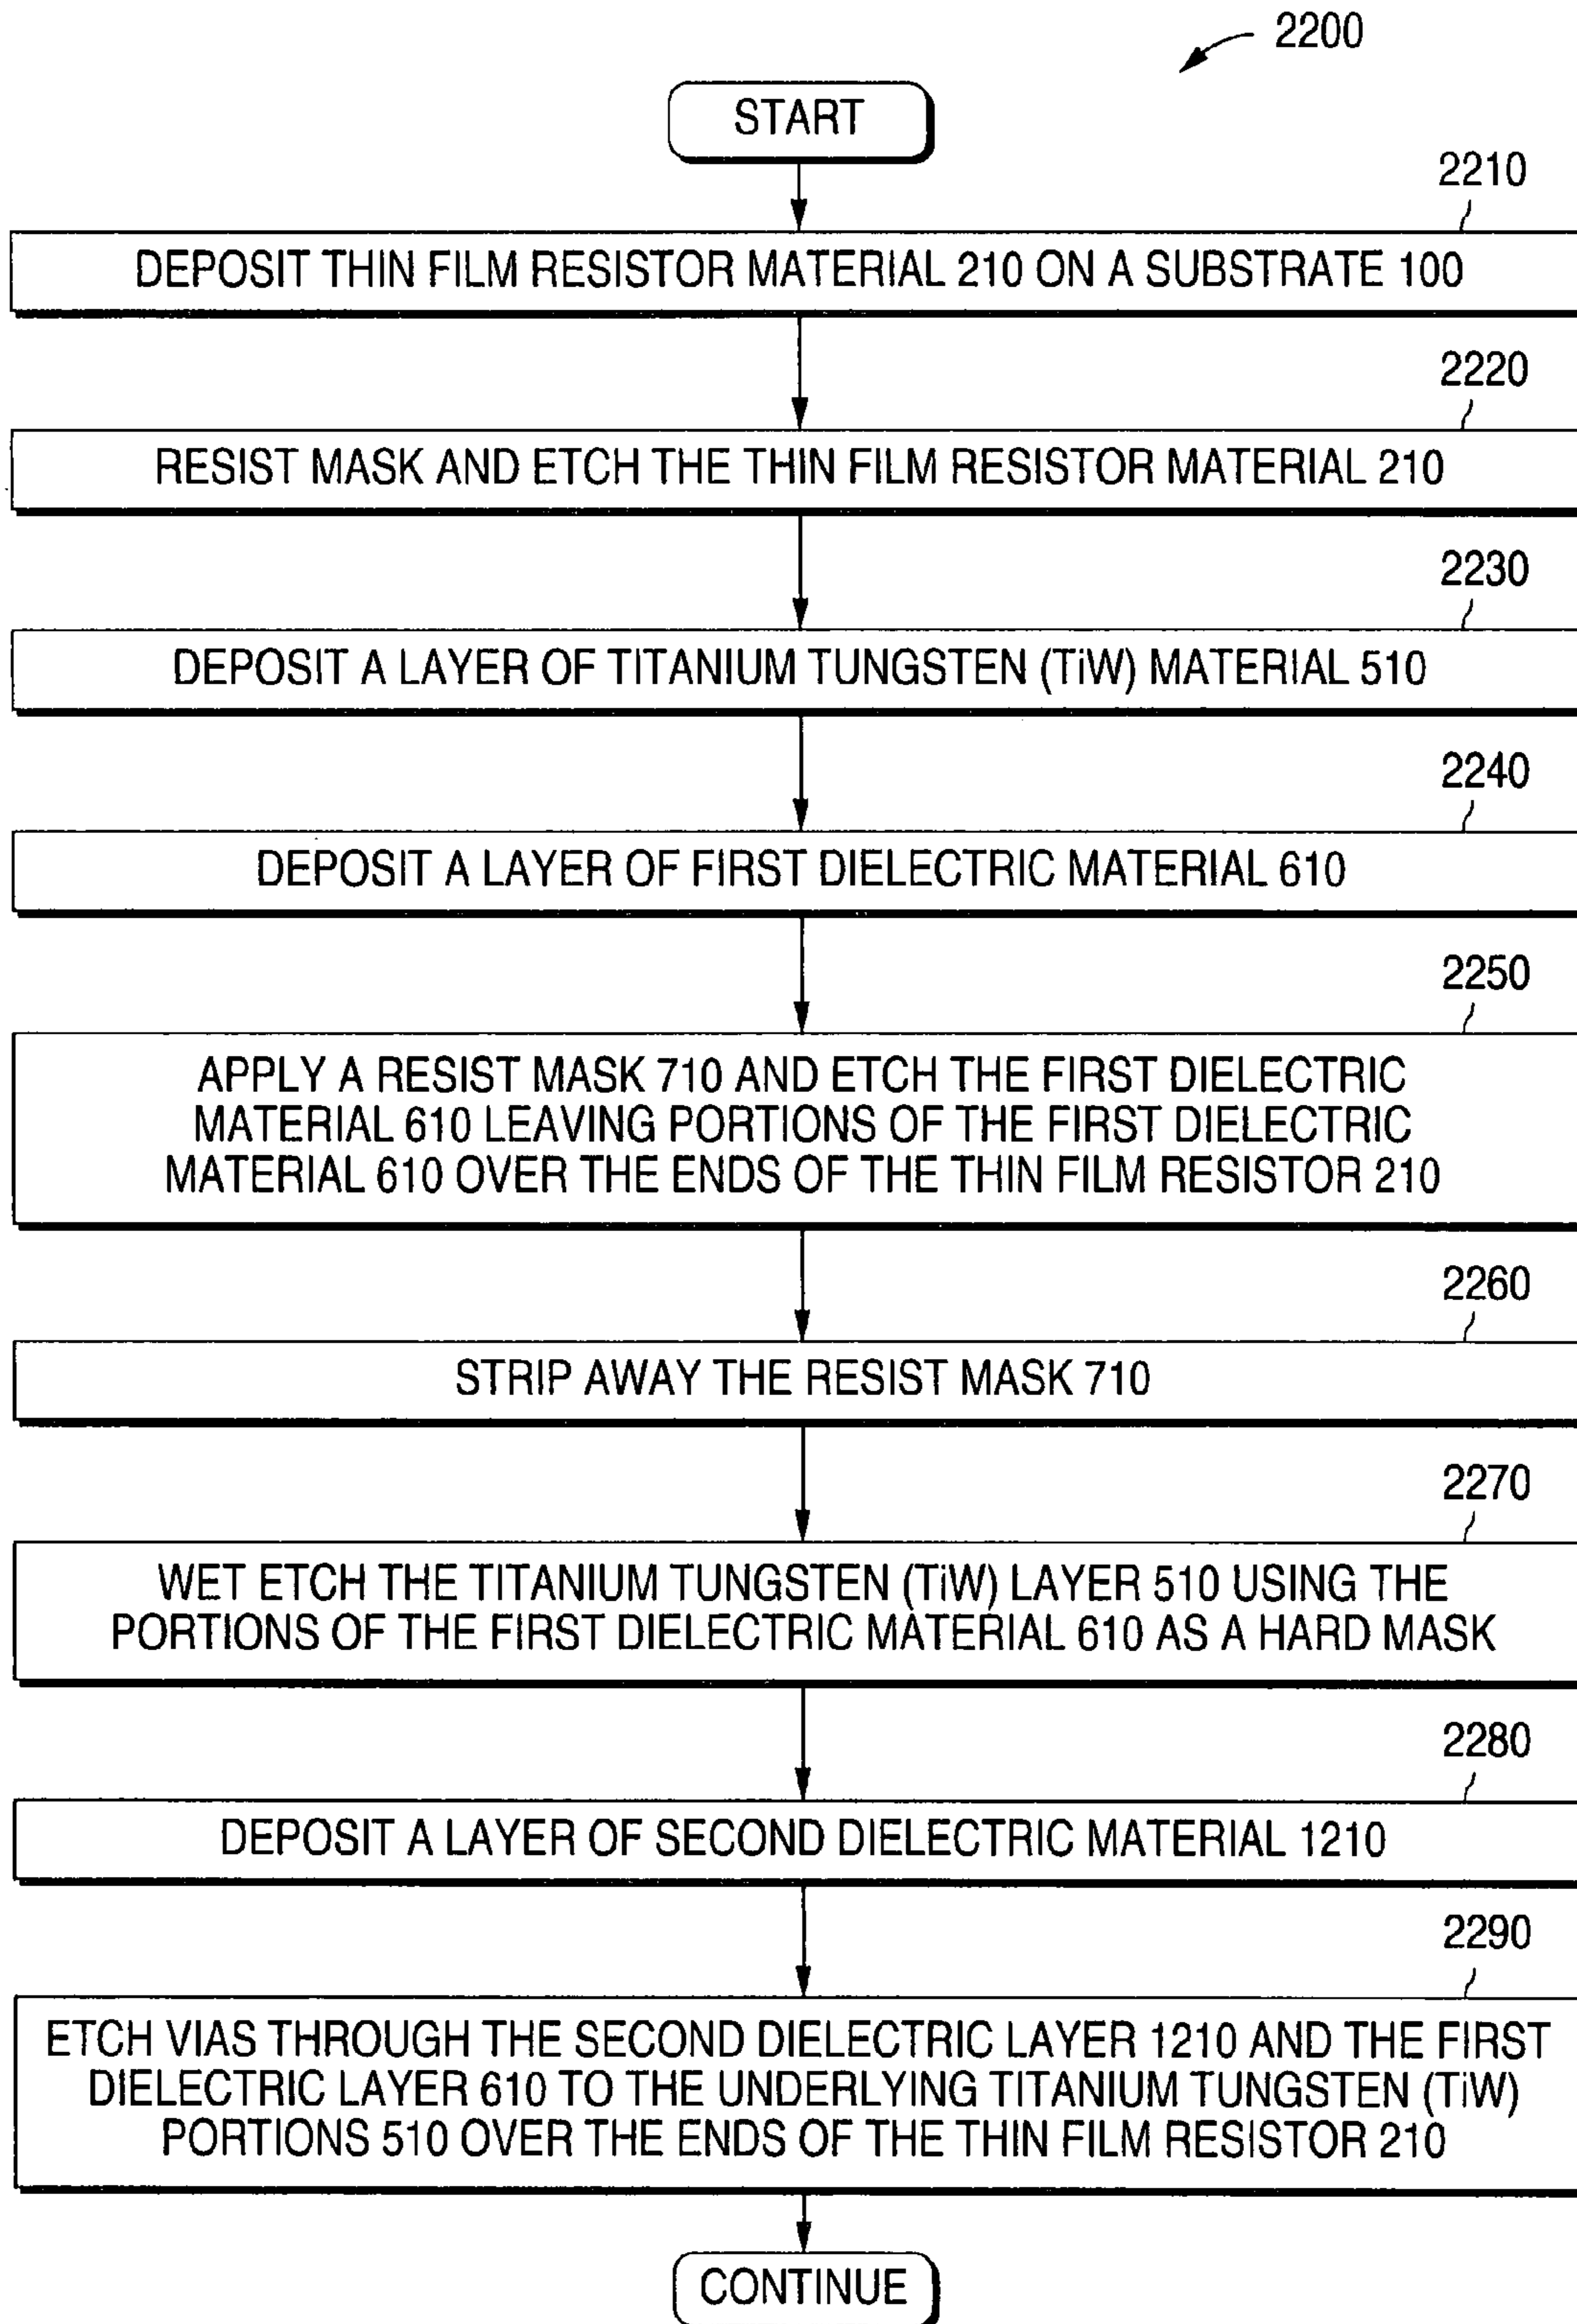 2200
START
2210
DEPOSIT THIN FILM RESISTOR MATERIAL 210 ON A SUBSTRATE 100
2220
RESIST MASK AND ETCH THE THIN FILM RESISTOR MATERIAL 210
2230
DEPOSIT A LAYER OF TITANIUM TUNGSTEN (TiW) MATERIAL 510
2240
DEPOSIT A LAYER OF FIRST DIELECTRIC MATERIAL 610
2250
APPLY A RESIST MASK 710 AND ETCH THE FIRST DIELECTRIC
MATERIAL 610 LEAVING PORTIONS OF THE FIRST DIELECTRIC
MATERIAL 610 OVER THE ENDS OF THE THIN FILM RESISTOR 210
2260
STRIP AWAY THE RESIST MASK 710
2270
WET ETCH THE TITANIUM TUNGSTEN (TiW) LAYER 510 USING THE
PORTIONS OF THE FIRST DIELECTRIC MATERIAL 610 AS A HARD MASK
2280
DEPOSIT A LAYER OF SECOND DIELECTRIC MATERIAL 1210
2290
ETCH VIAS THROUGH THE SECOND DIELECTRIC LAYER 1210 AND THE FIRST
DIELECTRIC LAYER 610 TO THE UNDERLYING TITANIUM TUNGSTEN (TiW)
PORTIONS 510 OVER THE ENDS OF THE THIN FILM RESISTOR 210
CONTINUE